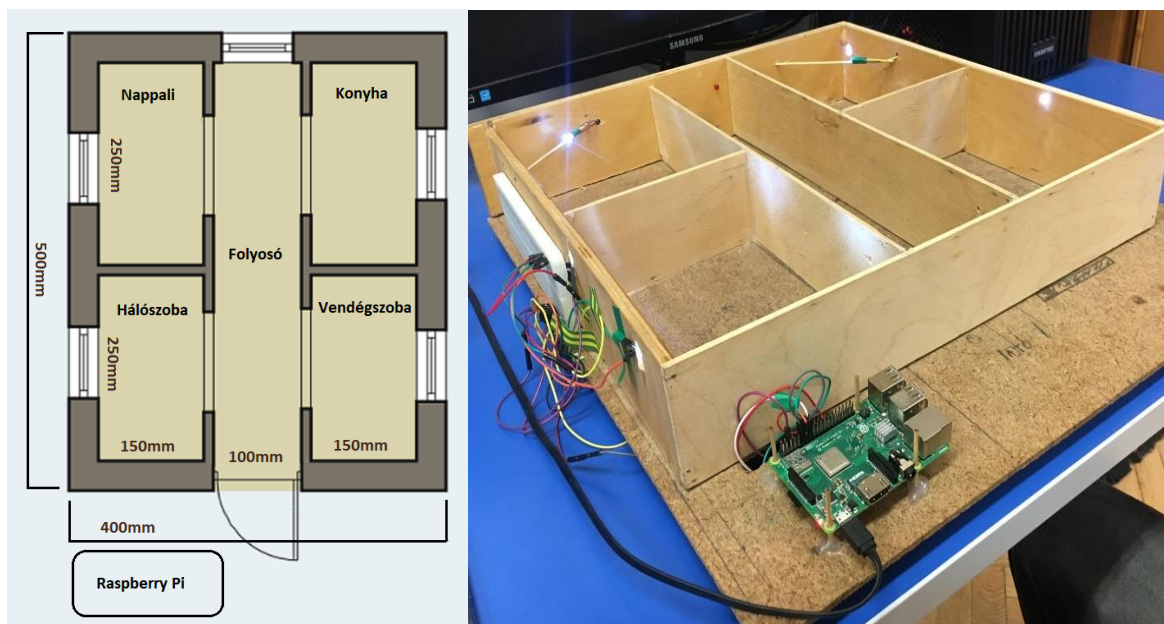 Nappali
Konyha
250mm
500mm
Folyosó
Hálószoba
Vendégszoba
250mm
150mm
100mm
150mm
400mm
Raspberry Pi
SAMSUNG